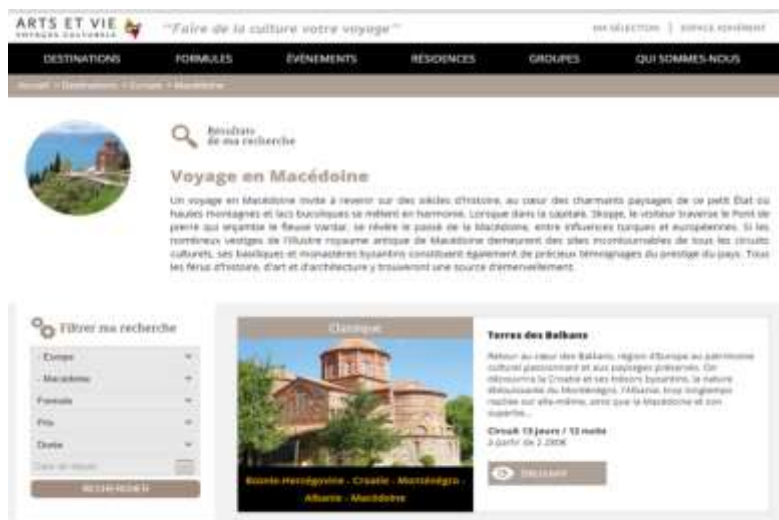 ARTS ET VIE
VOYAGES CULTURELS
"Faire de la culture votre voyage"
MA SÉLECTION | ESPACE ADHÉRENT
DESTINATIONS FORMULES ÉVÈNEMENTS RÉSIDENCES GROUPES QUI SOMMES-NOUS
Accueil > Destinations > Europe > Macédoine
Résultats
de ma recherche
Voyage en Macédoine
Un voyage en Macédoine invite à revenir sur des siècles d'histoire, au cœur des charmants paysages de ce petit État où
hautes montagnes et lacs bucoliques se mêlent en harmonie. Lorsque dans la capitale, Skopje, le visiteur traverse le Pont de
pierre qui enjambe le fleuve Vardar, se révèle le passé de la Macédoine, entre influences turques et européennes. Si les
nombreux vestiges de l'illustre royaume antique de Macédoine demeurent des sites incontournables de tous les circuits
culturels, ses basiliques et monastères byzantins constituent également de précieux témoignages du prestige du pays. Tous
les férus d'histoire, d'art et d'architecture y trouveront une source d'émerveillement.
Filtrer ma recherche
- Europe
- Macédoine
Formule
Prix
Durée
Date de départ
RECHERCHER
Classique
Bosnie-Herzégovine - Croatie - Monténégro -
Albanie - Macédoine
Terres des Balkans
Retour au cœur des Balkans, région d'Europe au patrimoine
culturel passionnant et aux paysages préservés. On
découvrira la Croatie et ses trésors byzantins, la nature
éblouissante du Monténégro, l'Albanie, trop longtemps
repliée sur elle-même, ainsi que la Macédoine et son
superbe...
Circuit 13 jours / 12 nuits
à partir de 2 280€
DÉCOUVRIR